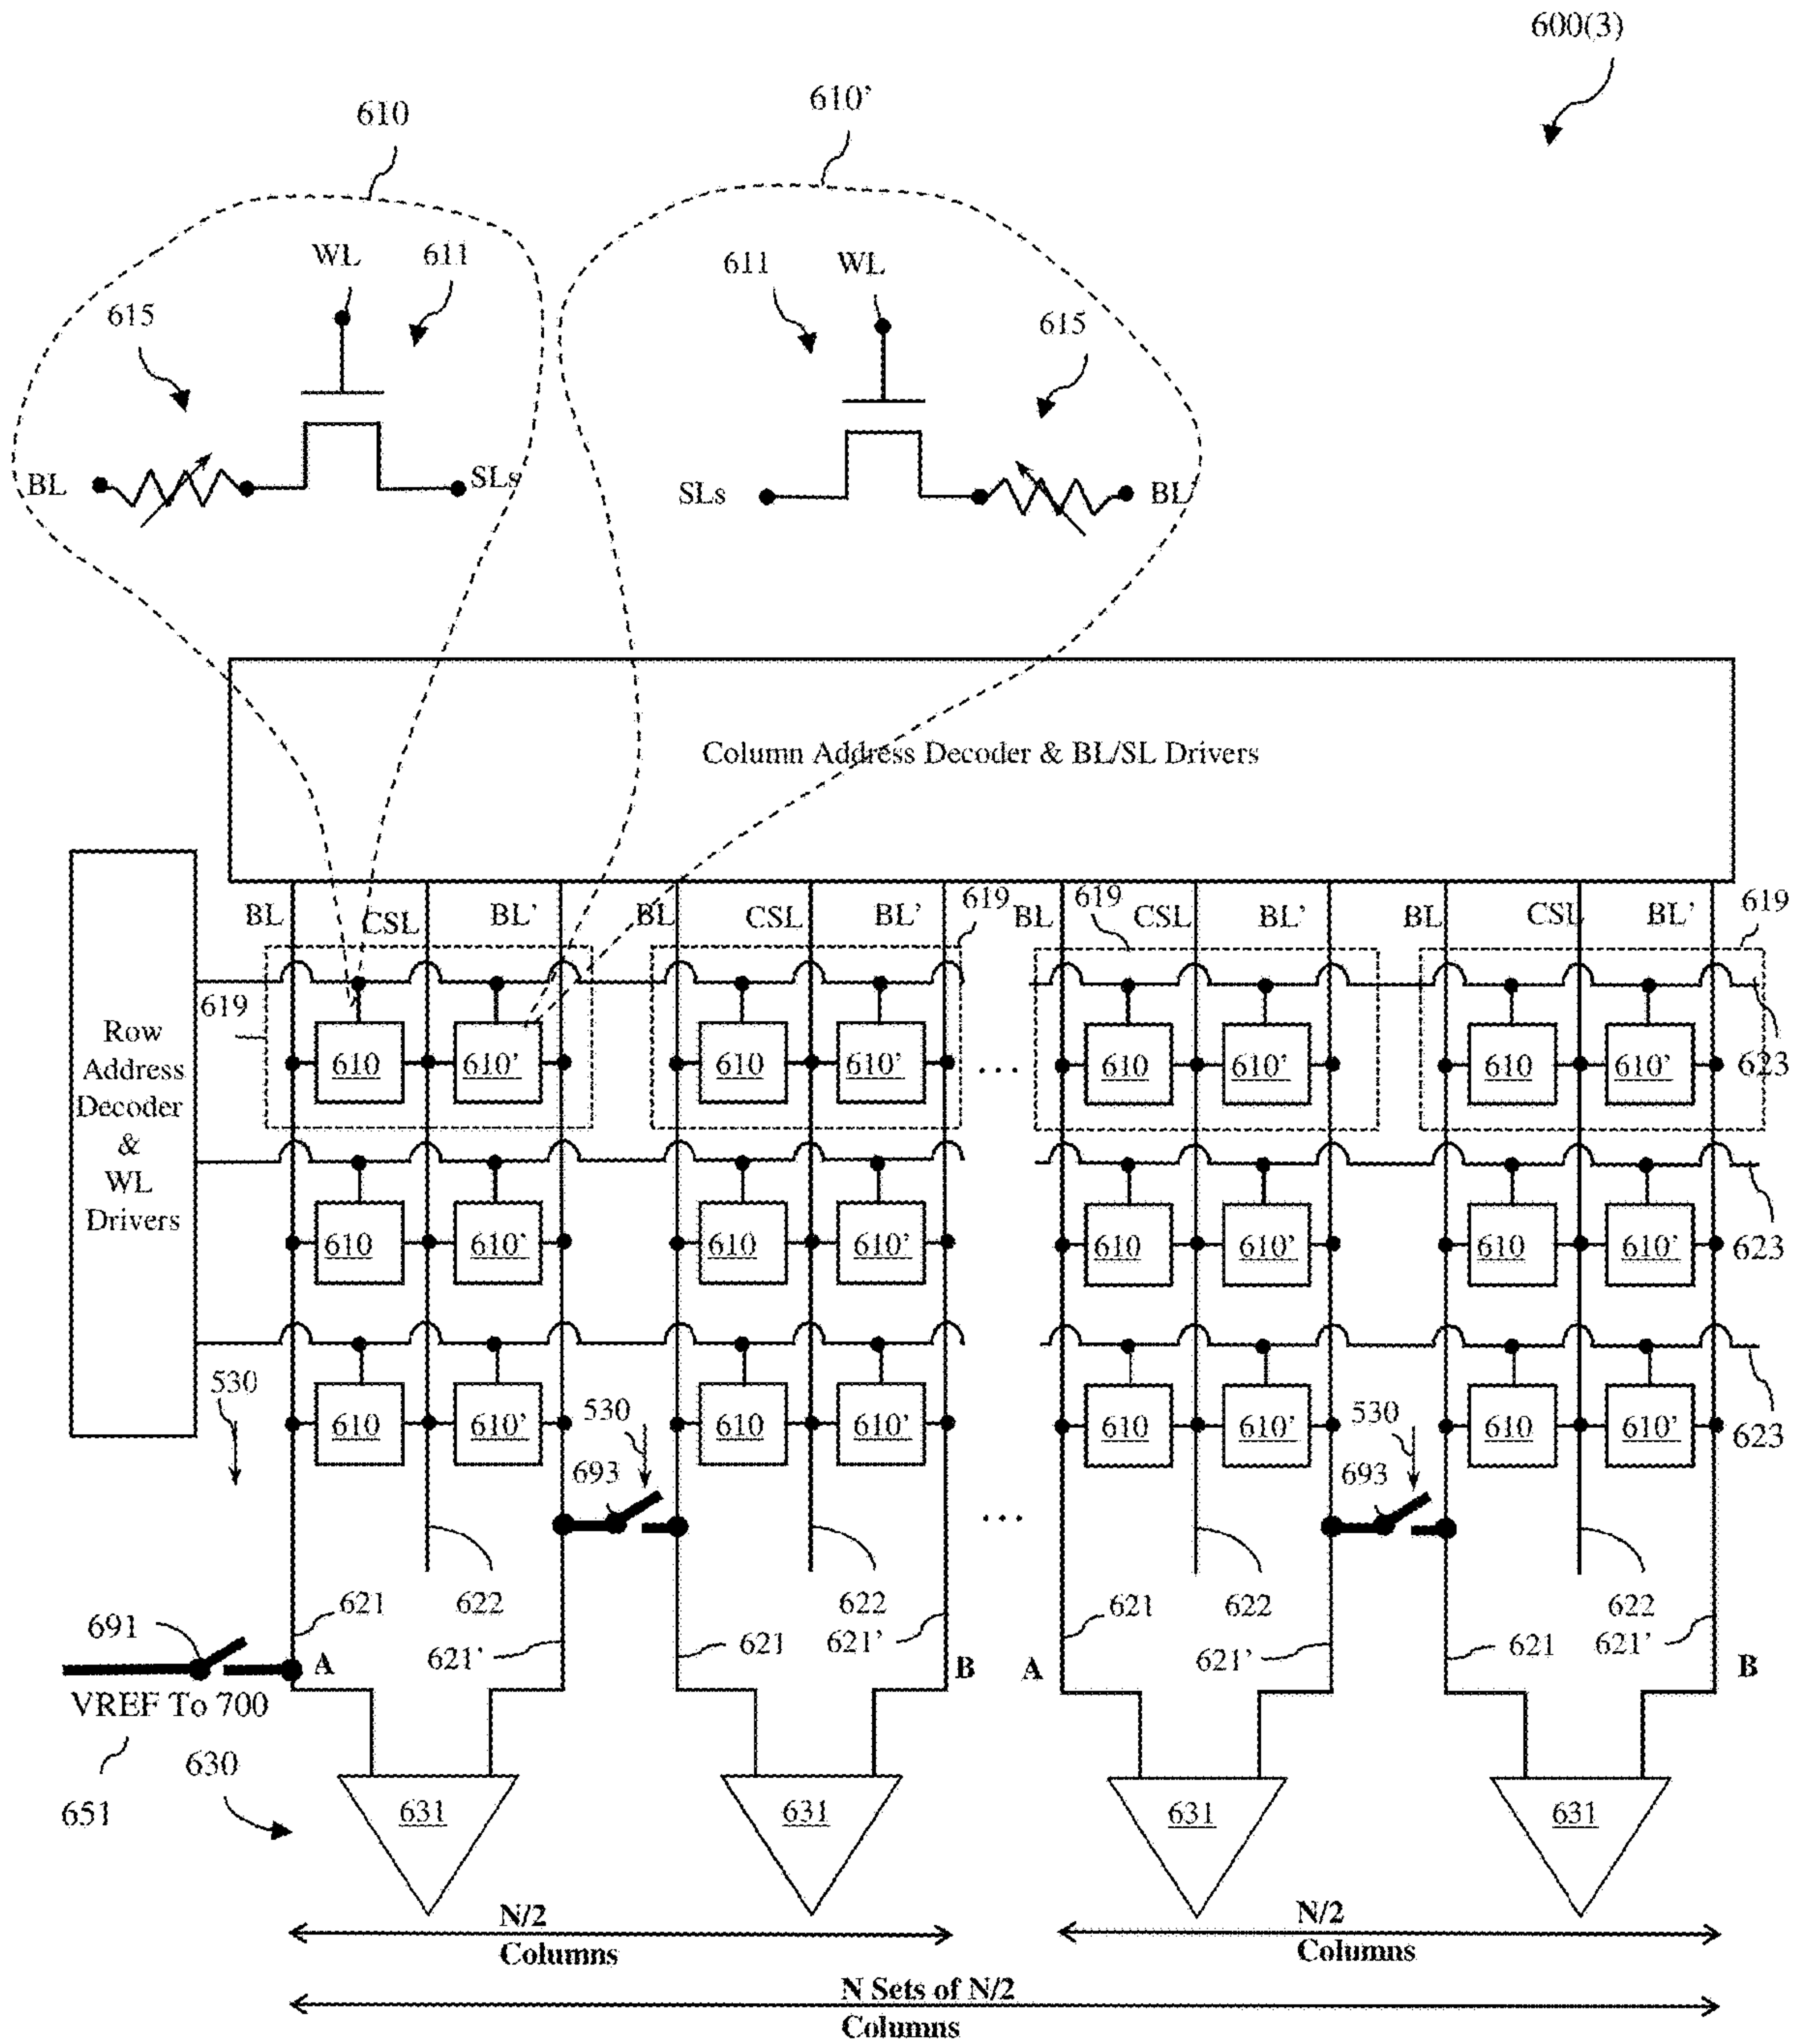 600(3)
610
610’
WL
611
611
WL
615
615
BL
SLs
SLs
BL’
Column Address Decoder & BL/SL Drivers
BL
CSL
BL’
BL
CSL
BL’
619
BL
619
CSL
BL’
BL
CSL
BL’
619
619
Row
Address
Decoder
&
WL
Drivers
610
610’
610
610’
...
610
610’
610
610’
623
610
610’
610
610’
610
610’
610
610’
623
530
610
610’
530
610
610’
610
610’
530
610
610’
623
693
693
...
691
621
622
621’
621
622
621’
621
622
621’
621
622
621’
A
B
A
B
VREF To 700
651
630
631
631
631
631
N/2
Columns
N/2
Columns
N Sets of N/2
Columns